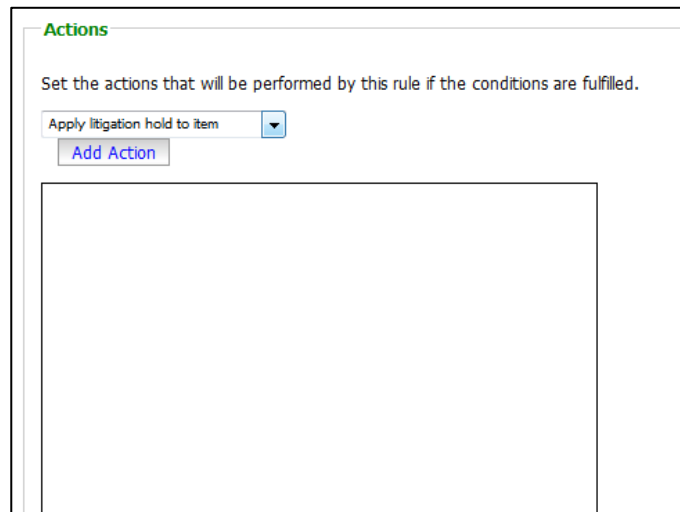 Actions
Set the actions that will be performed by this rule if the conditions are fulfilled.
Apply litigation hold to item
Add Action